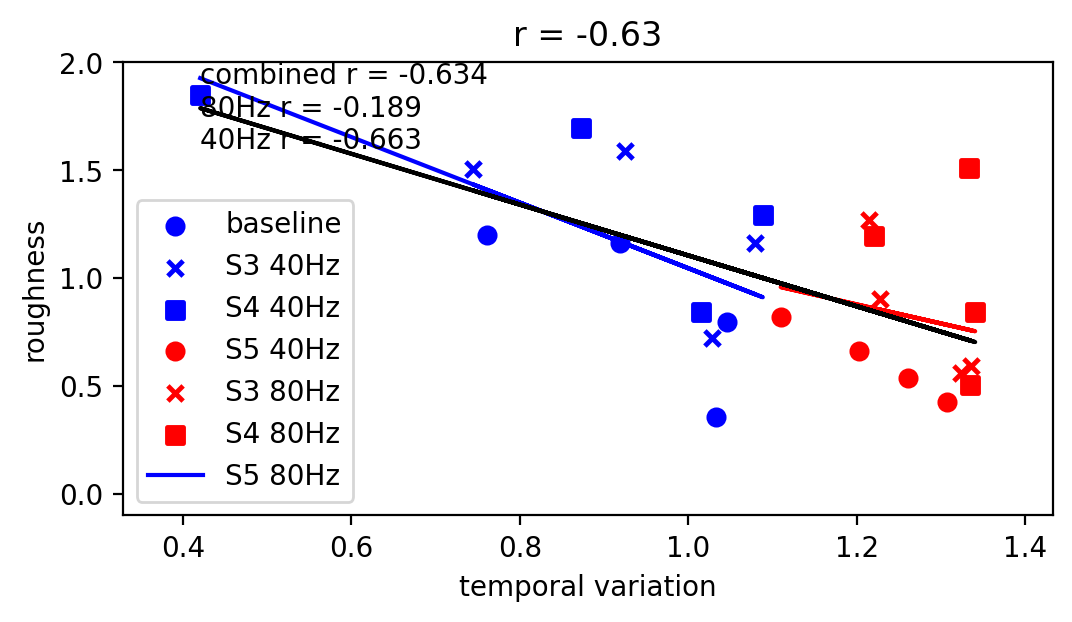 r = -0.63
combined r = -0.634
80Hz r = -0.189
40Hz r = -0.663
baseline
S3 40Hz
S4 40Hz
S5 40Hz
S3 80Hz
S4 80Hz
S5 80Hz
2.0
1.5
1.0
0.5
0.0
roughness
0.4 0.6 0.8 1.0 1.2 1.4
temporal variation